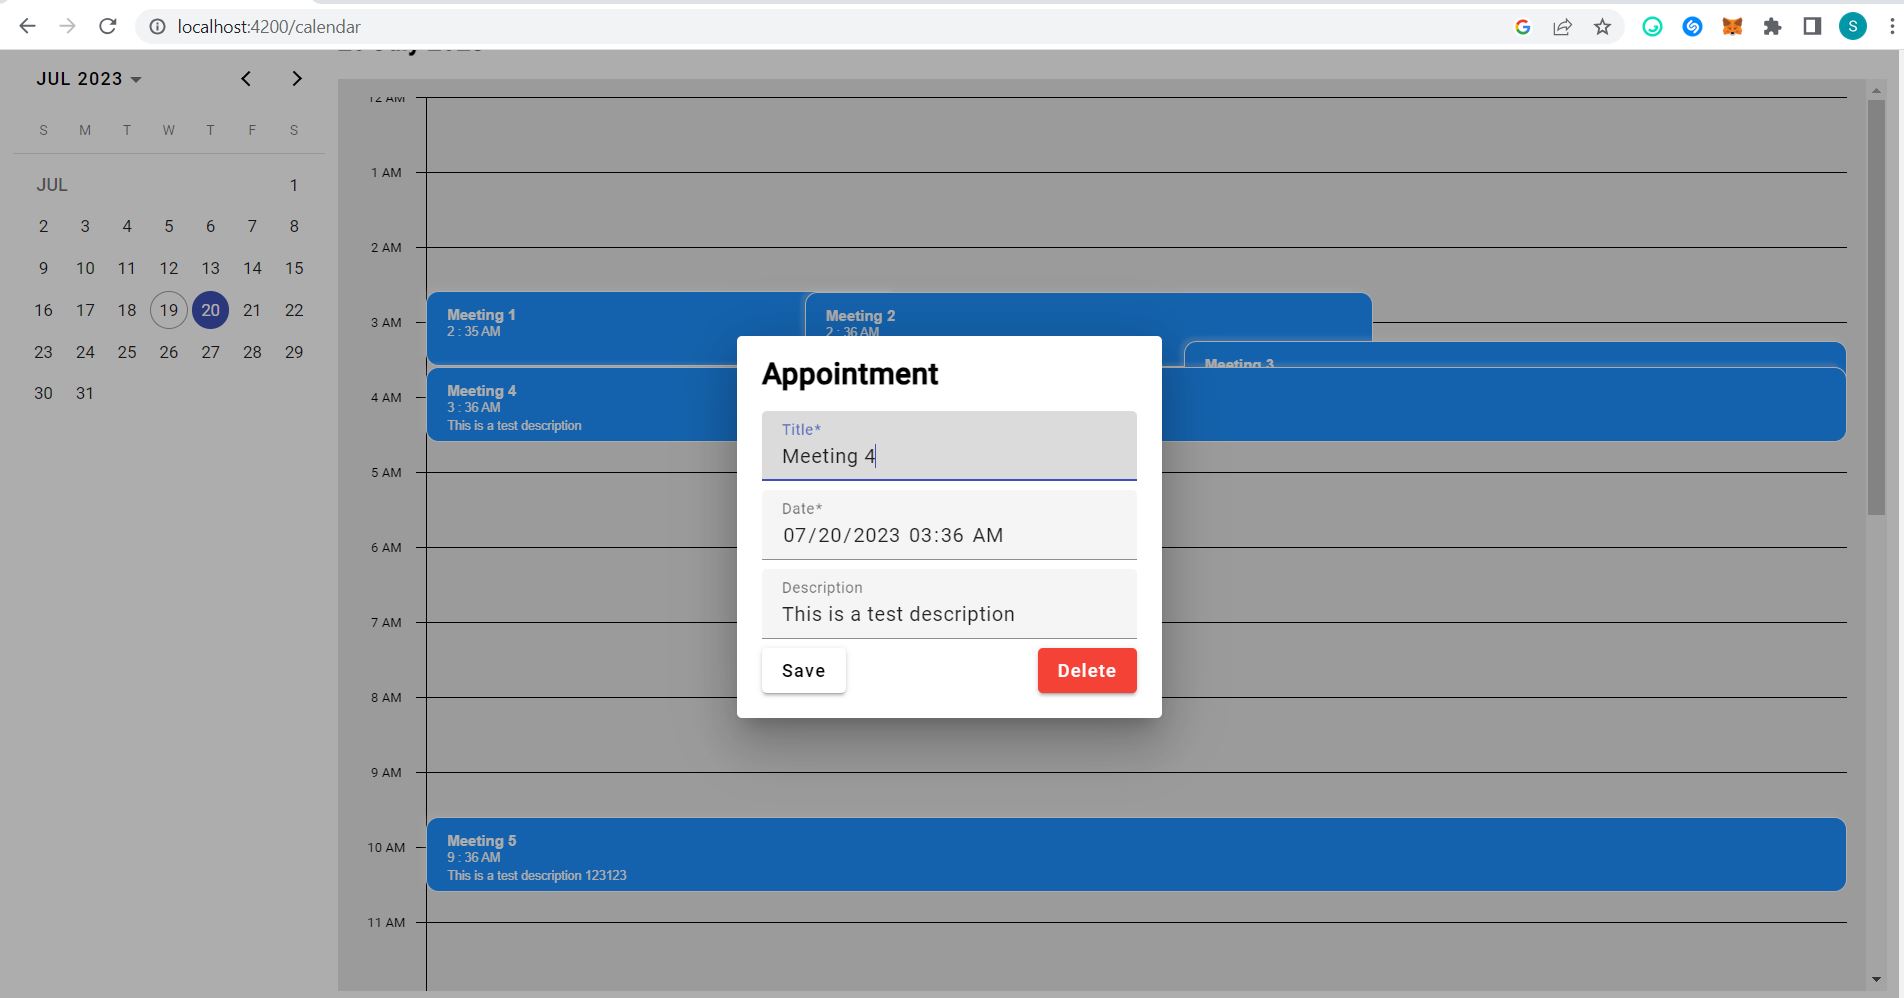 localhost:4200/calendar
S
JUL 2023
S M T W T F S
JUL 1
2 3 4 5 6 7 8
9 10 11 12 13 14 15
16 17 18 19 20 21 22
23 24 25 26 27 28 29
30 31
12 AM
1 AM
2 AM
3 AM
4 AM
5 AM
6 AM
7 AM
8 AM
9 AM
10 AM
11 AM
Meeting 1
2 : 35 AM
Meeting 2
2 : 36 AM
Meeting 3
Meeting 4
3 : 36 AM
This is a test description
Appointment
Title*
Meeting 4
Date*
07/20/2023 03:36 AM
Description
This is a test description
Save
Delete
Meeting 5
9 : 36 AM
This is a test description 123123